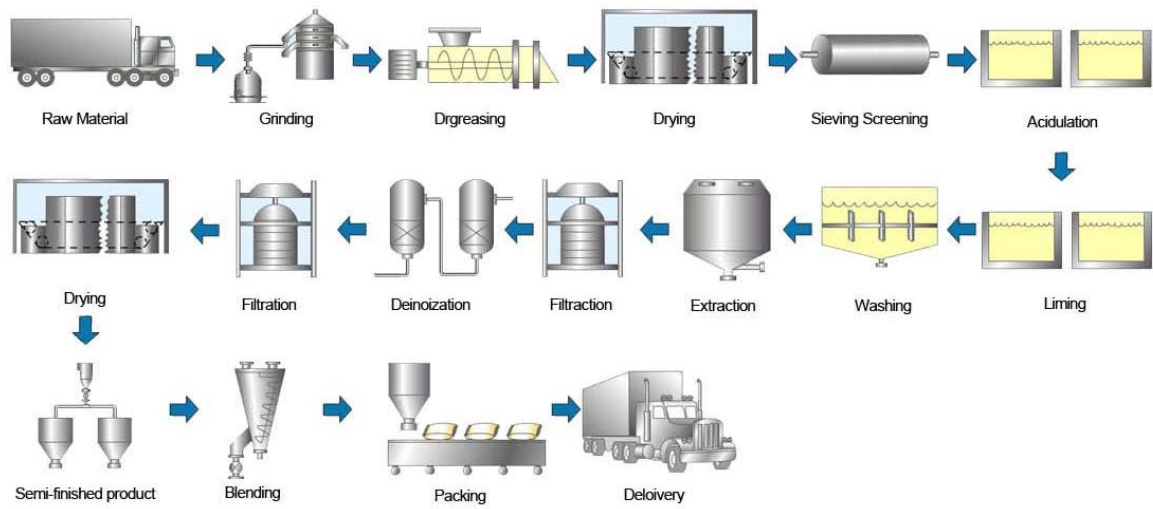 Raw Material
Grinding
Drgreasing
Drying
Sieving Screening
Acidulation
Liming
Washing
Extraction
Filtraction
Deinoization
Filtration
Drying
Semi-finished product
Blending
Packing
Deloivery